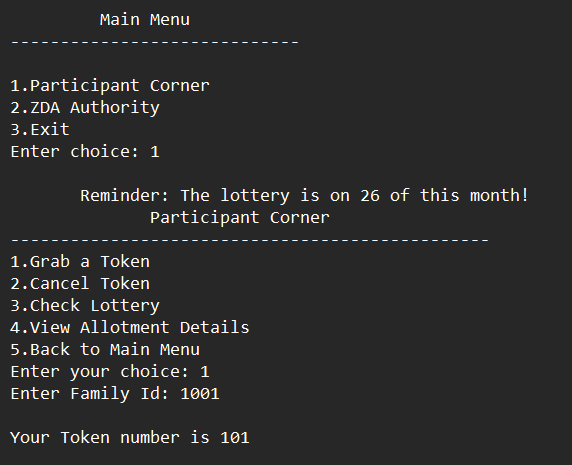 Main Menu
-----------------------------
1.Participant Corner
2.ZDA Authority
3.Exit
Enter choice: 1
Reminder: The lottery is on 26 of this month!
Participant Corner
------------------------------------------------
1.Grab a Token
2.Cancel Token
3.Check Lottery
4.View Allotment Details
5.Back to Main Menu
Enter your choice: 1
Enter Family Id: 1001
Your Token number is 101